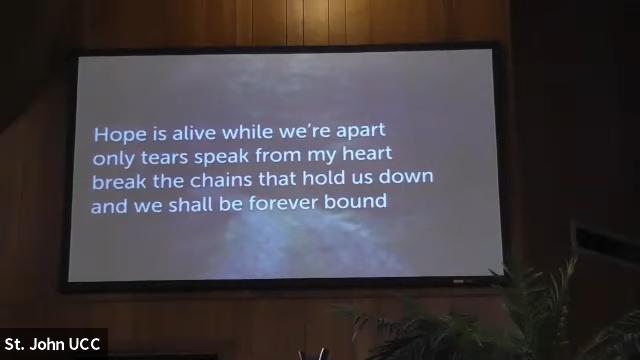 Hope is alive while we're apart
only tears speak from my heart
break the chains that hold us down
and we shall be forever bound
St. John UCC